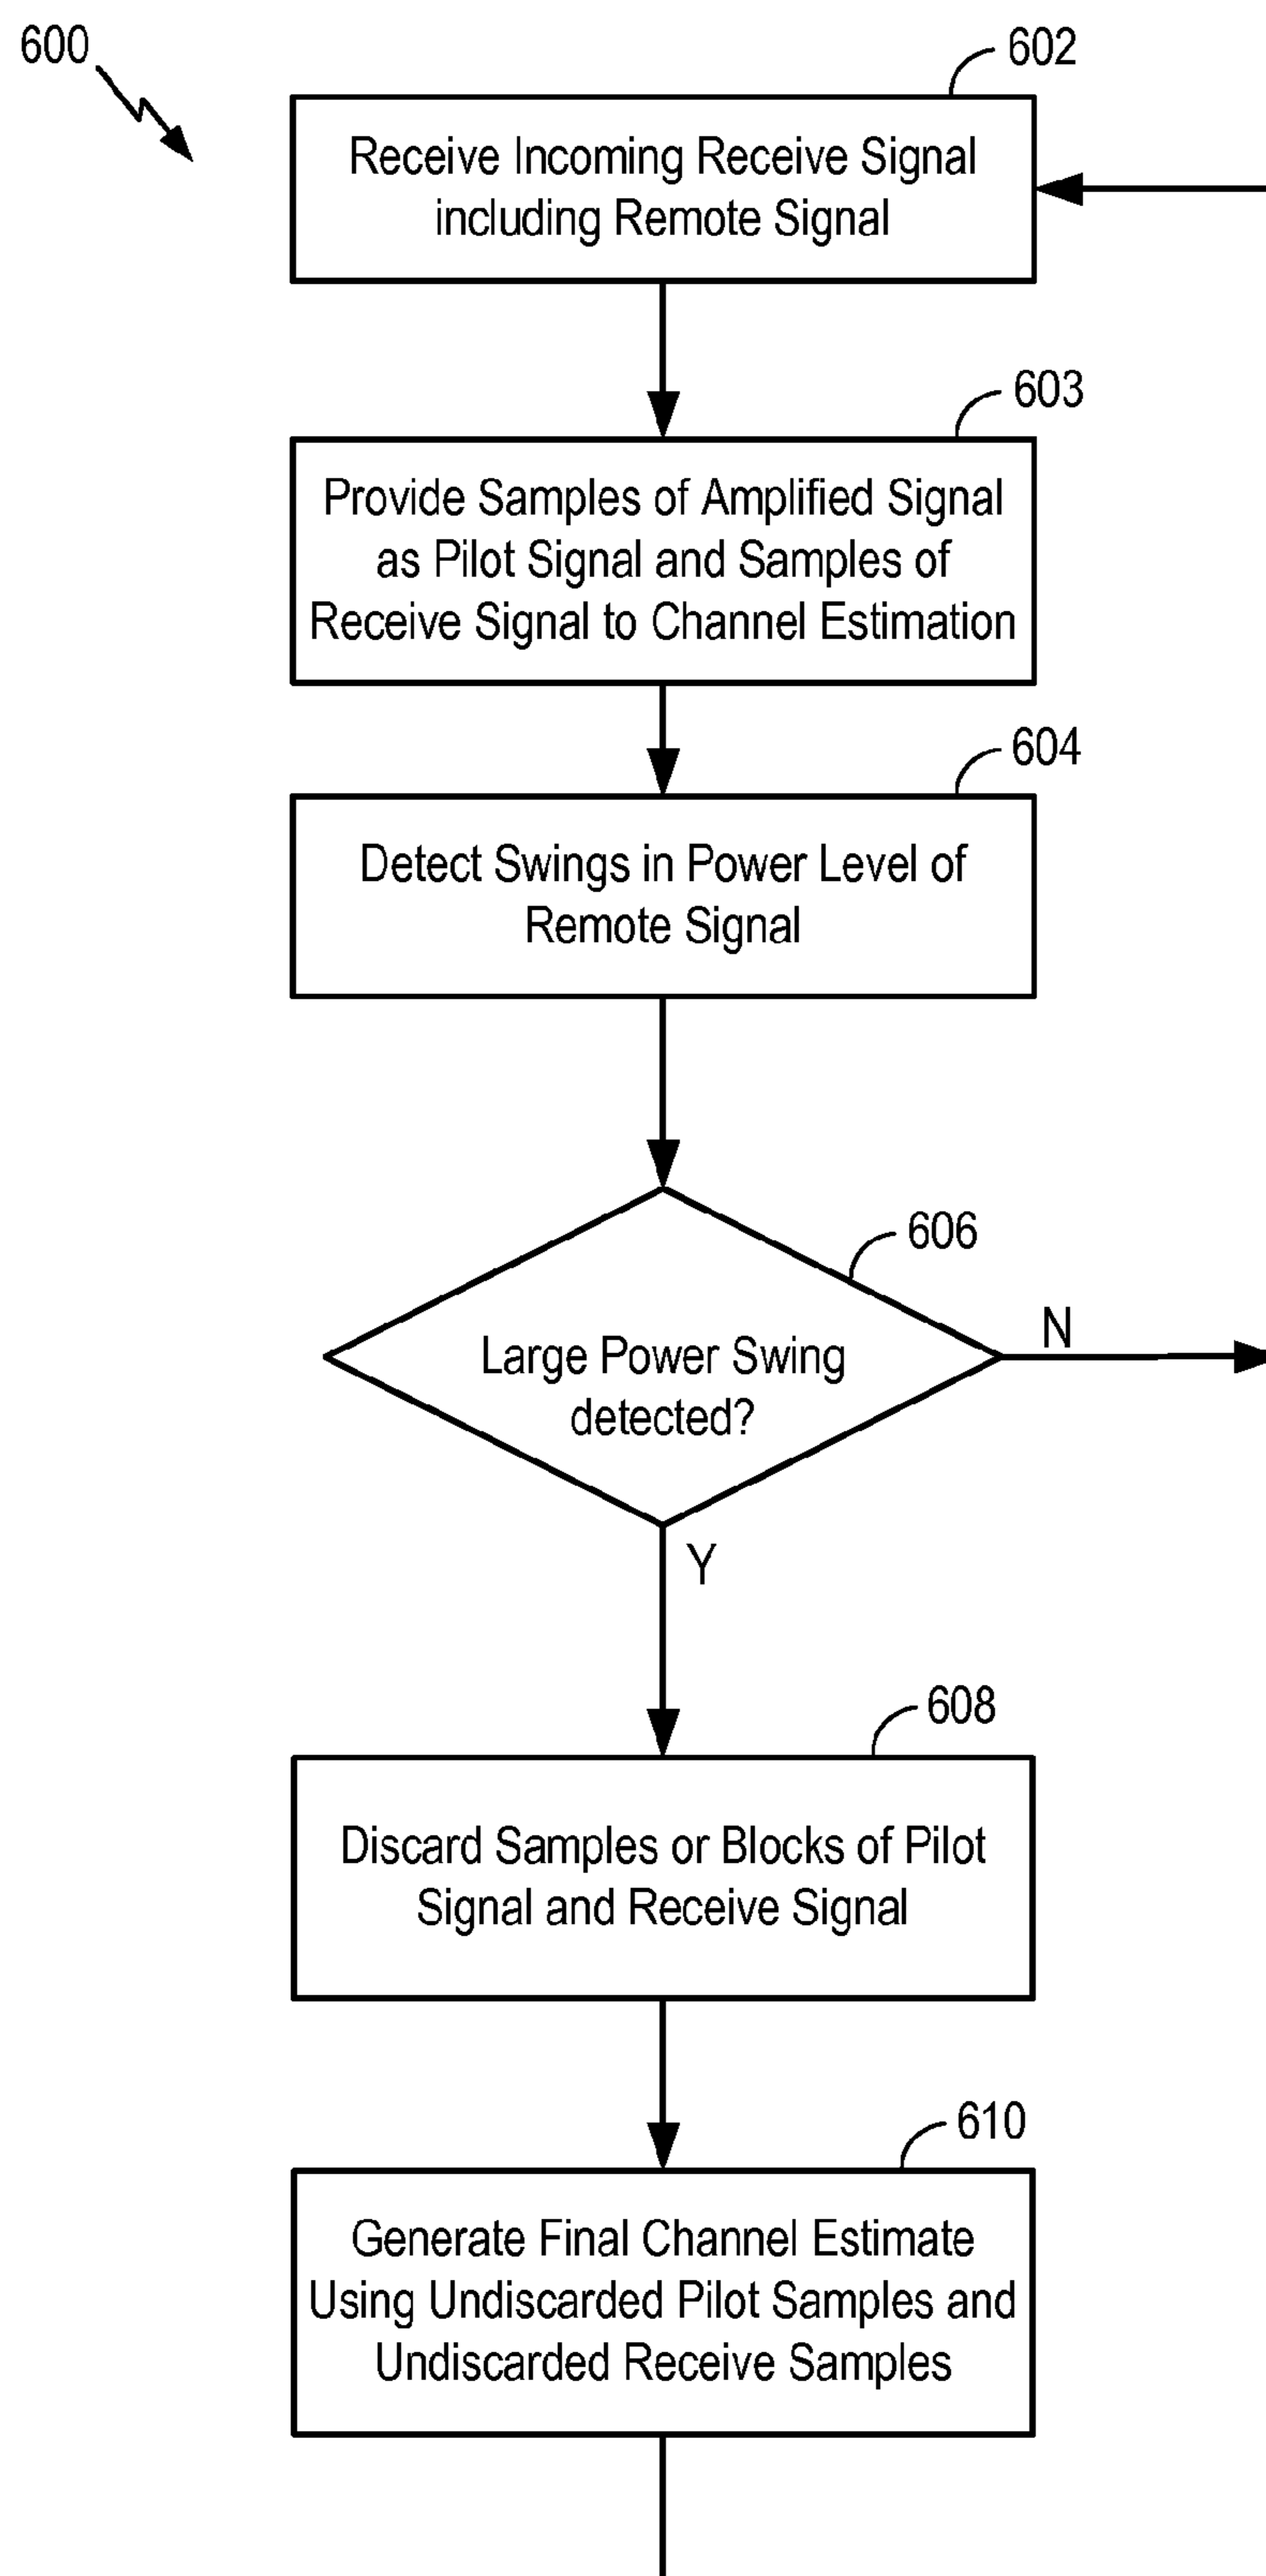 600
602
Receive Incoming Receive Signal
including Remote Signal
603
Provide Samples of Amplified Signal
as Pilot Signal and Samples of
Receive Signal to Channel Estimation
604
Detect Swings in Power Level of
Remote Signal
606
Large Power Swing
detected?
N
Y
608
Discard Samples or Blocks of Pilot
Signal and Receive Signal
610
Generate Final Channel Estimate
Using Undiscarded Pilot Samples and
Undiscarded Receive Samples